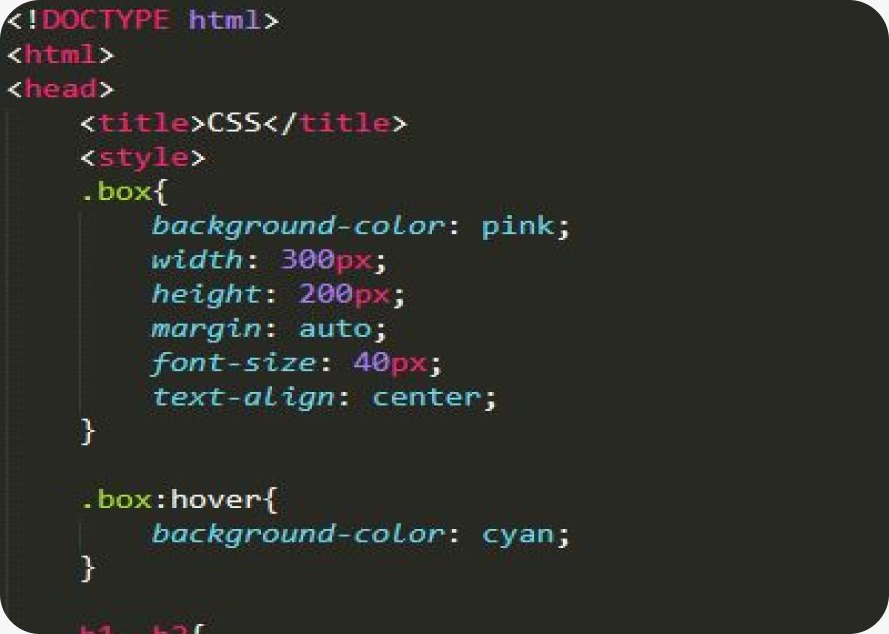 <!DOCTYPE html>
<html>
<head>
<title>CSS</title>
<style>
.box{
background-color: pink;
width: 300px;
height: 200px;
margin: auto;
font-size: 40px;
text-align: center;
}
.box:hover{
background-color: cyan;
}